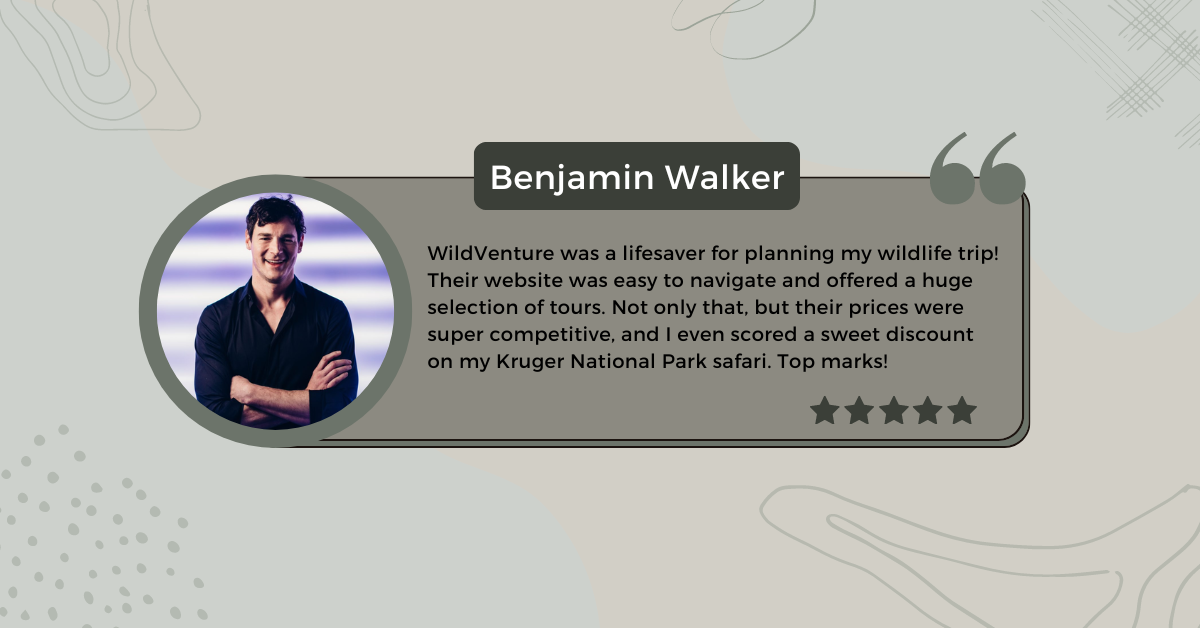 Benjamin Walker
WildVenture was a lifesaver for planning my wildlife trip!
Their website was easy to navigate and offered a huge
selection of tours. Not only that, but their prices were
super competitive, and I even scored a sweet discount
on my Kruger National Park safari. Top marks!